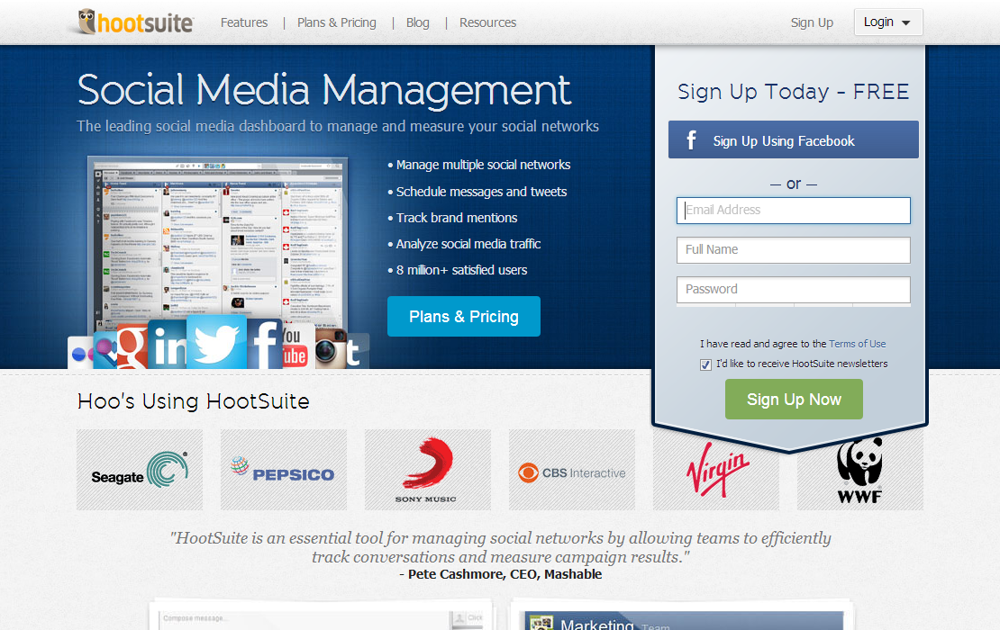 hootsuite
Features | Plans & Pricing | Blog | Resources
Sign Up
Login
Social Media Management
The leading social media dashboard to manage and measure your social networks
• Manage multiple social networks
• Schedule messages and tweets
• Track brand mentions
• Analyze social media traffic
• 8 million+ satisfied users
Plans & Pricing
g
in
f
You
Tube
t
Sign Up Today - FREE
f Sign Up Using Facebook
— or —
Email Address
Full Name
Password
I have read and agree to the Terms of Use
I'd like to receive HootSuite newsletters
Sign Up Now
Hoo's Using HootSuite
Seagate
PEPSICO
SONY MUSIC
CBS Interactive
Virgin
WWF
"HootSuite is an essential tool for managing social networks by allowing teams to efficiently
track conversations and measure campaign results."
- Pete Cashmore, CEO, Mashable
Compose message...
Click
Marketing Team